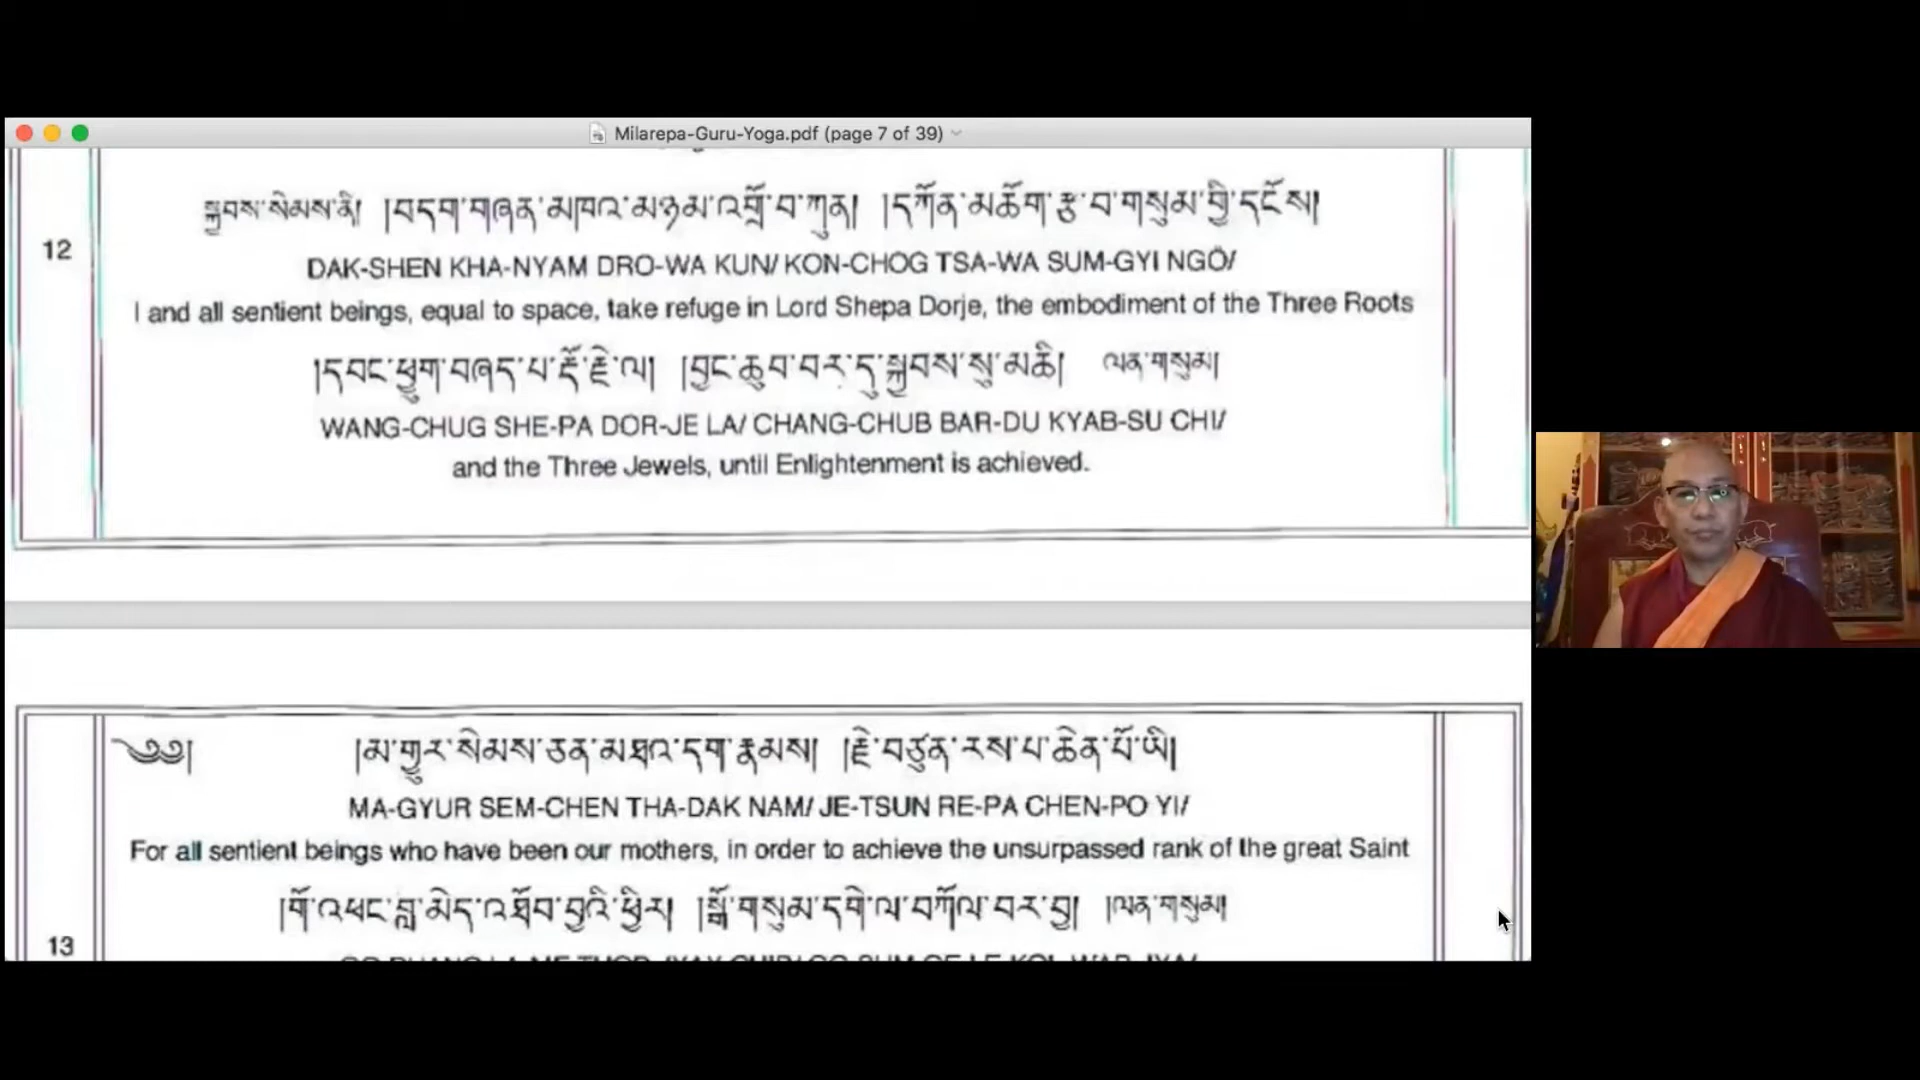 Milarepa-Guru-Yoga.pdf (page 7 of 39)
སྐྱབས་སེམས་ནི། །བདག་གཞན་མཁའ་མཉམ་འགྲོ་བ་ཀུན། །དཀོན་མཆོག་རྩ་བ་གསུམ་གྱི་དངོས།
12
DAK-SHEN KHA-NYAM DRO-WA KUN/ KON-CHOG TSA-WA SUM-GYI NGÖ/
I and all sentient beings, equal to space, take refuge in Lord Shepa Dorje, the embodiment of the Three Roots
།དབང་ཕྱུག་བཞད་པ་རྡོ་རྗེ་ལ། །བྱང་ཆུབ་བར་དུ་སྐྱབས་སུ་མཆི། ལན་གསུམ།
WANG-CHUG SHE-PA DOR-JE LA/ CHANG-CHUB BAR-DU KYAB-SU CHI/
and the Three Jewels, until Enlightenment is achieved.
༄༅། །མ་གྱུར་སེམས་ཅན་མཐའ་དག་རྣམས། །རྗེ་བཙུན་རས་པ་ཆེན་པོ་ཡི།
MA-GYUR SEM-CHEN THA-DAK NAM/ JE-TSUN RE-PA CHEN-PO YI/
For all sentient beings who have been our mothers, in order to achieve the unsurpassed rank of the great Saint
།གོ་འཕང་བླ་མེད་འཐོབ་བྱའི་ཕྱིར། །སྒོ་གསུམ་དགེ་ལ་བཀོལ་བར་བྱ། །ལན་གསུམ།
13